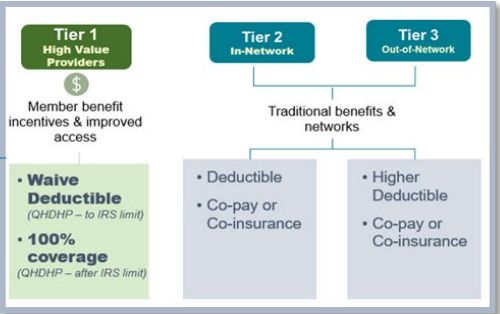 Tier 1
High Value
Providers
$
Member benefit
incentives & improved
access
• Waive
Deductible
(QHDHP – to IRS limit)
• 100%
coverage
(QHDHP – after IRS limit)
Tier 2
In-Network
Tier 3
Out-of-Network
Traditional benefits &
networks
• Deductible
• Co-pay or
Co-insurance
• Higher
Deductible
• Co-pay or
Co-insurance